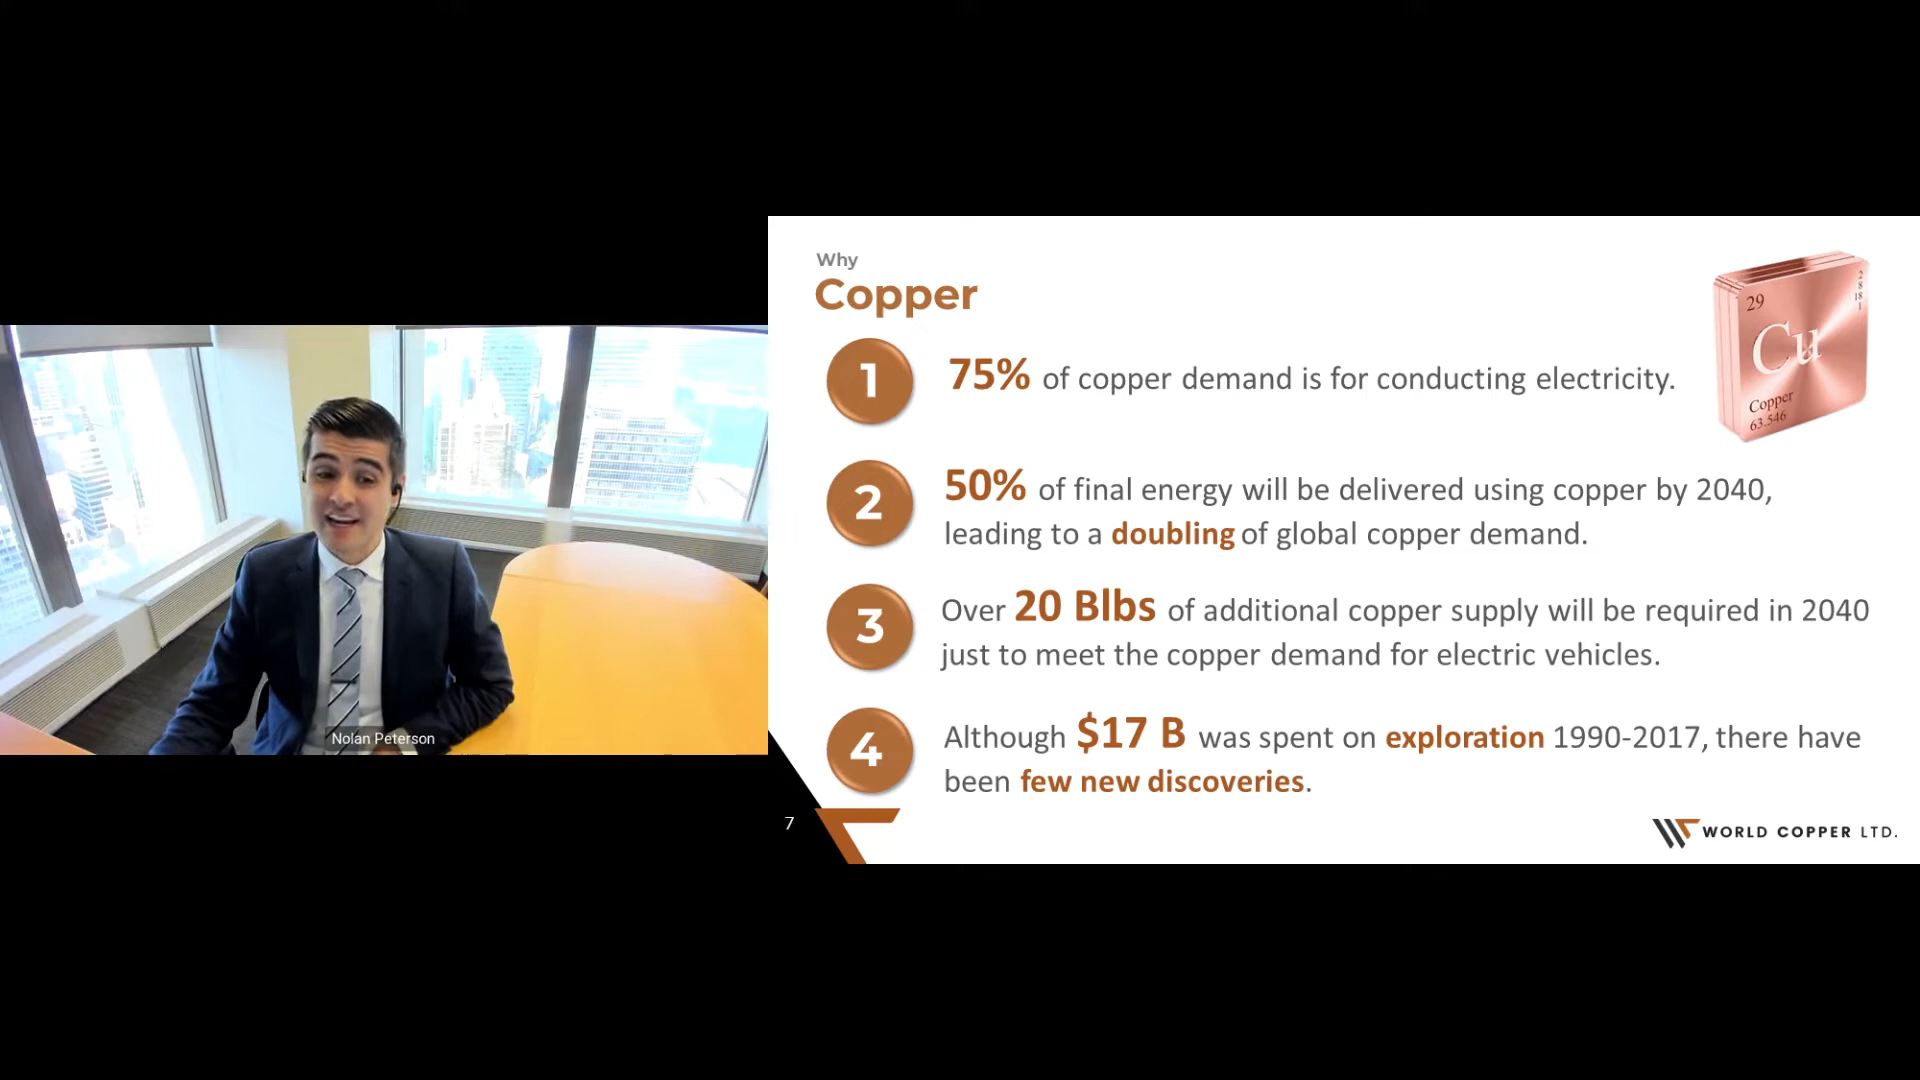 Why
Copper
29
2
8
18
1
Cu
Copper
63.546
1
75% of copper demand is for conducting electricity.
2
50% of final energy will be delivered using copper by 2040,
leading to a doubling of global copper demand.
3
Over 20 Blbs of additional copper supply will be required in 2040
just to meet the copper demand for electric vehicles.
4
Although $17 B was spent on exploration 1990-2017, there have
been few new discoveries.
Nolan Peterson
7
WORLD COPPER LTD.